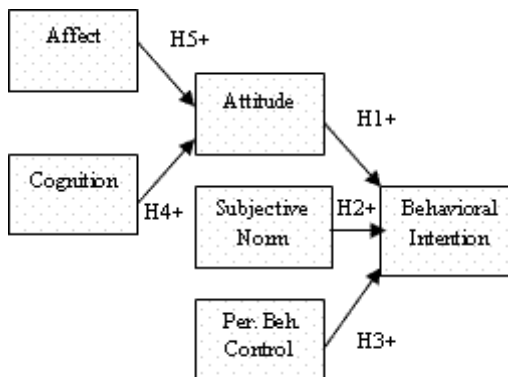 Affect
H5+
Attitude
H1+
Cognition
H4+
Subjective
Norm
H2+
Behavioral
Intention
Per. Beh.
Control
H3+